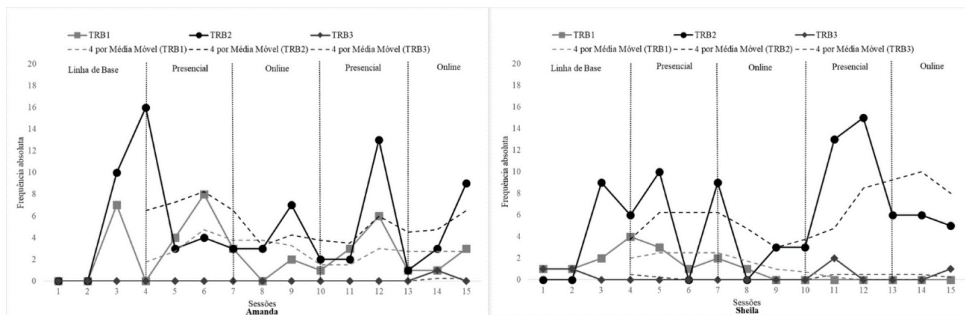 TRB1 TRB2 TRB3
4 por Média Móvel (TRB1) 4 por Média Móvel (TRB2) 4 por Média Móvel (TRB3)
20
18
16
14
12
10
8
6
4
2
0
Frequência absoluta
Linha de Base Presencial Online Presencial Online
1 2 3 4 5 6 7 8 9 10 11 12 13 14 15
Sessões
Amanda
TRB1 TRB2 TRB3
4 por Média Móvel (TRB1) 4 por Média Móvel (TRB2) 4 por Média Móvel (TRB3)
20
18
16
14
12
10
8
6
4
2
0
Frequência absoluta
Linha de Base Presencial Online Presencial Online
1 2 3 4 5 6 7 8 9 10 11 12 13 14 15
Sessões
Sheila